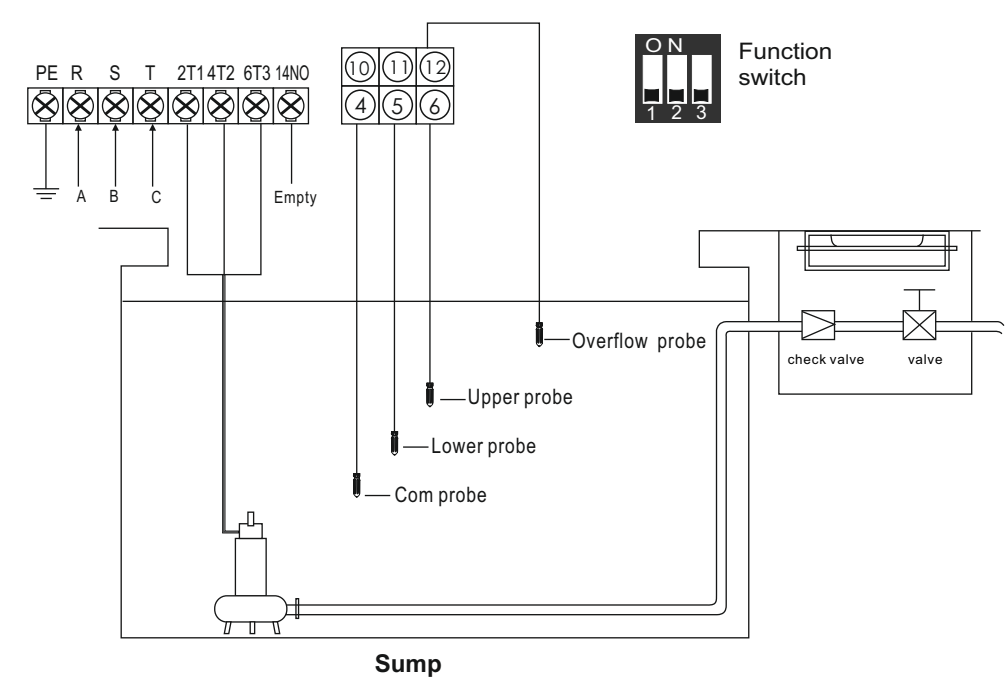 PE R S T 2T1 4T2 6T3 14NO
A B C Empty
10 11 12
4 5 6
ON
1 2 3
Function
switch
Overflow probe
Upper probe
Lower probe
Com probe
check valve
valve
Sump